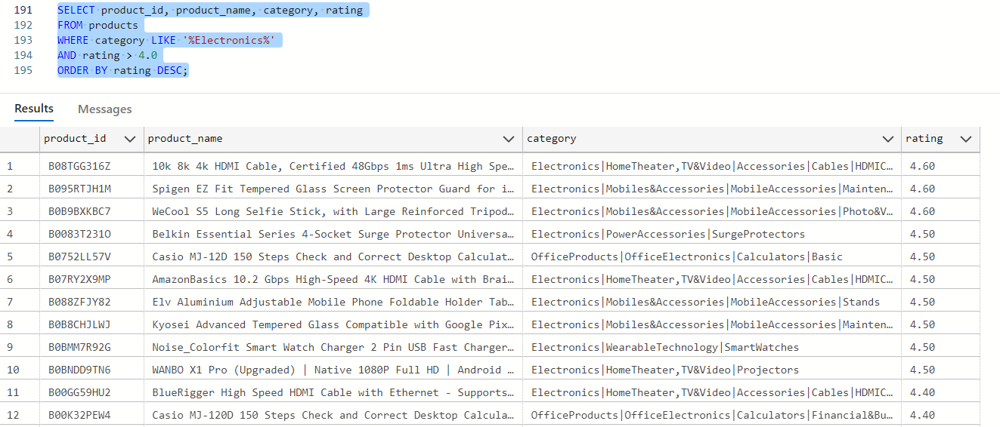 191 SELECT product_id, product_name, category, rating
192 FROM products
193 WHERE category LIKE '%Electronics%'
194 AND rating > 4.0
195 ORDER BY rating DESC;
Results Messages
product_id product_name category rating
1 B08TGG316Z 10k 8k 4k HDMI Cable, Certified 48Gbps 1ms Ultra High Spe… Electronics|HomeTheater,TV&Video|Accessories|Cables|HDMIC… 4.60
2 B095RTJH1M Spigen EZ Fit Tempered Glass Screen Protector Guard for i… Electronics|Mobiles&Accessories|MobileAccessories|Mainten… 4.60
3 B0B9BXKBC7 WeCool S5 Long Selfie Stick, with Large Reinforced Tripod… Electronics|Mobiles&Accessories|MobileAccessories|Photo&V… 4.60
4 B0083T231O Belkin Essential Series 4-Socket Surge Protector Universa… Electronics|PowerAccessories|SurgeProtectors 4.50
5 B0752LL57V Casio MJ-12D 150 Steps Check and Correct Desktop Calculat… OfficeProducts|OfficeElectronics|Calculators|Basic 4.50
6 B07RY2X9MP AmazonBasics 10.2 Gbps High-Speed 4K HDMI Cable with Brai… Electronics|HomeTheater,TV&Video|Accessories|Cables|HDMIC… 4.50
7 B088ZFJY82 Elv Aluminium Adjustable Mobile Phone Foldable Holder Tab… Electronics|Mobiles&Accessories|MobileAccessories|Stands 4.50
8 B0B8CHJLWJ Kyosei Advanced Tempered Glass Compatible with Google Pix… Electronics|Mobiles&Accessories|MobileAccessories|Mainten… 4.50
9 B0BMM7R92G Noise_Colorfit Smart Watch Charger 2 Pin USB Fast Charger… Electronics|WearableTechnology|SmartWatches 4.50
10 B0BNDD9TN6 WANBO X1 Pro (Upgraded) | Native 1080P Full HD | Android … Electronics|HomeTheater,TV&Video|Projectors 4.50
11 B00GG59HU2 BlueRigger High Speed HDMI Cable with Ethernet - Supports… Electronics|HomeTheater,TV&Video|Accessories|Cables|HDMIC… 4.40
12 B00K32PEW4 Casio MJ-120D 150 Steps Check and Correct Desktop Calcula… OfficeProducts|OfficeElectronics|Calculators|Financial&Bu… 4.40